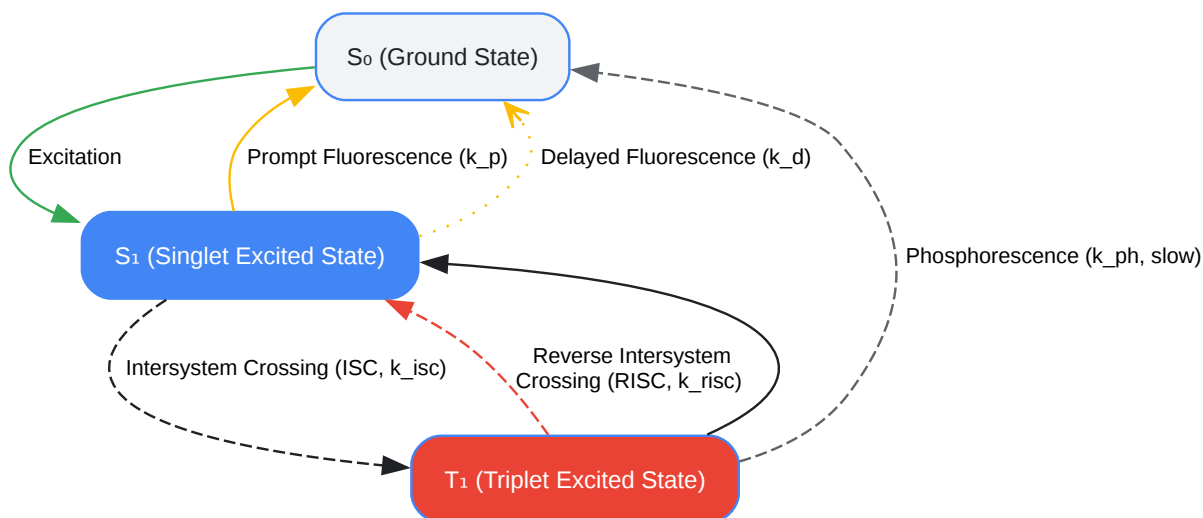 S₀ (Ground State)
Excitation
Prompt Fluorescence (k_p)
Delayed Fluorescence (k_d)
S₁ (Singlet Excited State)
Phosphorescence (k_ph, slow)
Intersystem Crossing (ISC, k_isc)
Reverse Intersystem
Crossing (RISC, k_risc)
T₁ (Triplet Excited State)